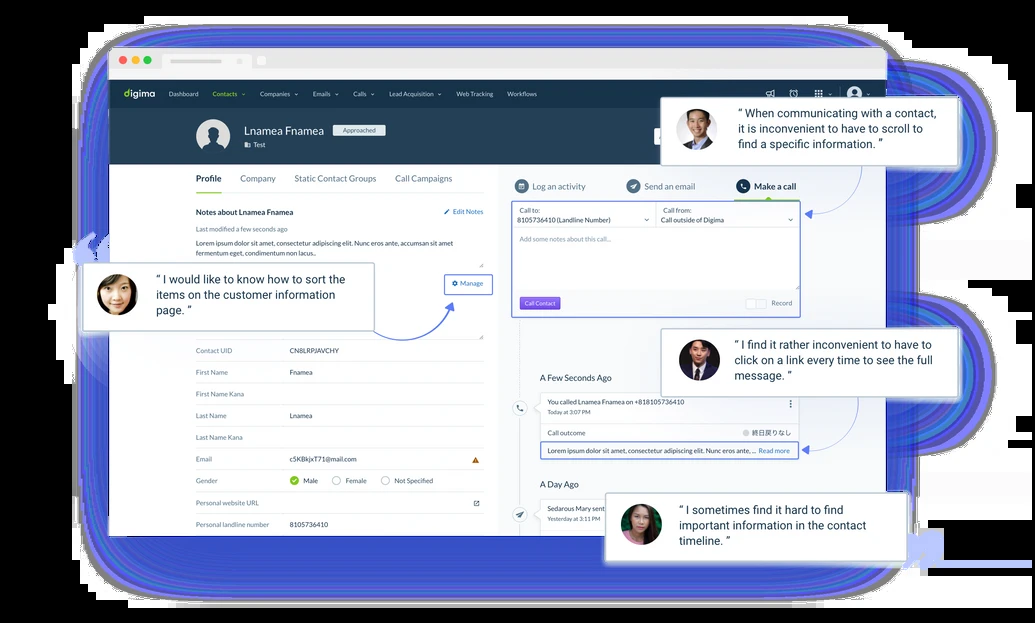 digima Dashboard Contacts Companies Emails Calls Lead Acquisition Web Tracking Workflows
Lnamea Fnamea Approached
Test
" When communicating with a contact,
it is inconvenient to have to scroll to
find a specific information. "
Profile Company Static Contact Groups Call Campaigns
Notes about Lnamea Fnamea Edit Notes
Last modified a few seconds ago
Lorem ipsum dolor sit amet, consectetur adipiscing elit. Nunc eros ante, accumsan sit amet
fermentum eget, condimentum non lacus..
Manage
" I would like to know how to sort the
items on the customer information
page. "
Contact UID CN8LRPJAVCHY
First Name Fnamea
First Name Kana
Last Name Lnamea
Last Name Kana
Email c5KBkjxT71@mail.com
Gender Male Female Not Specified
Personal website URL
Personal landline number 8105736410
Log an activity Send an email Make a call
Call to: Call from:
8105736410 (Landline Number) Call outside of Digima
Add some notes about this call...
Call Contact Record
" I find it rather inconvenient to have to
click on a link every time to see the full
message. "
A Few Seconds Ago
You called Lnamea Fnamea on +818105736410
Today at 3:07 PM
Call outcome 終日戻りなし
Lorem ipsum dolor sit amet, consectetur adipiscing elit. Nunc eros ante, ... Read more
A Day Ago
Sedarous Mary sent
Yesterday at 3:11 PM
" I sometimes find it hard to find
important information in the contact
timeline. "